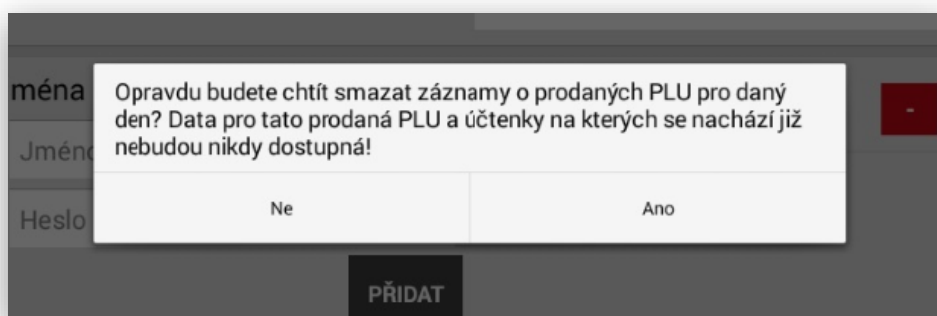 ména
Opravdu budete chtít smazat záznamy o prodaných PLU pro daný
den? Data pro tato prodaná PLU a účtenky na kterých se nachází již
nebudou nikdy dostupná!
-
Jméno
Heslo
Ne
Ano
PŘIDAT